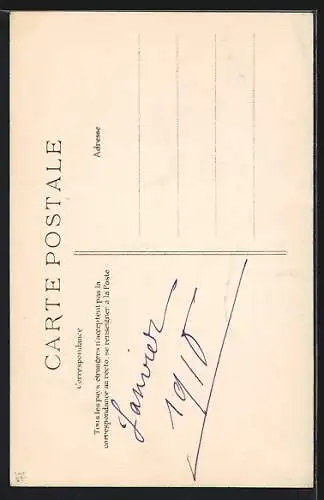 CARTE POSTALE
Correspondance
Tous les pays étrangers n'acceptent pas la
correspondance au recto, se renseigner à la Poste
Adresse
Janvier